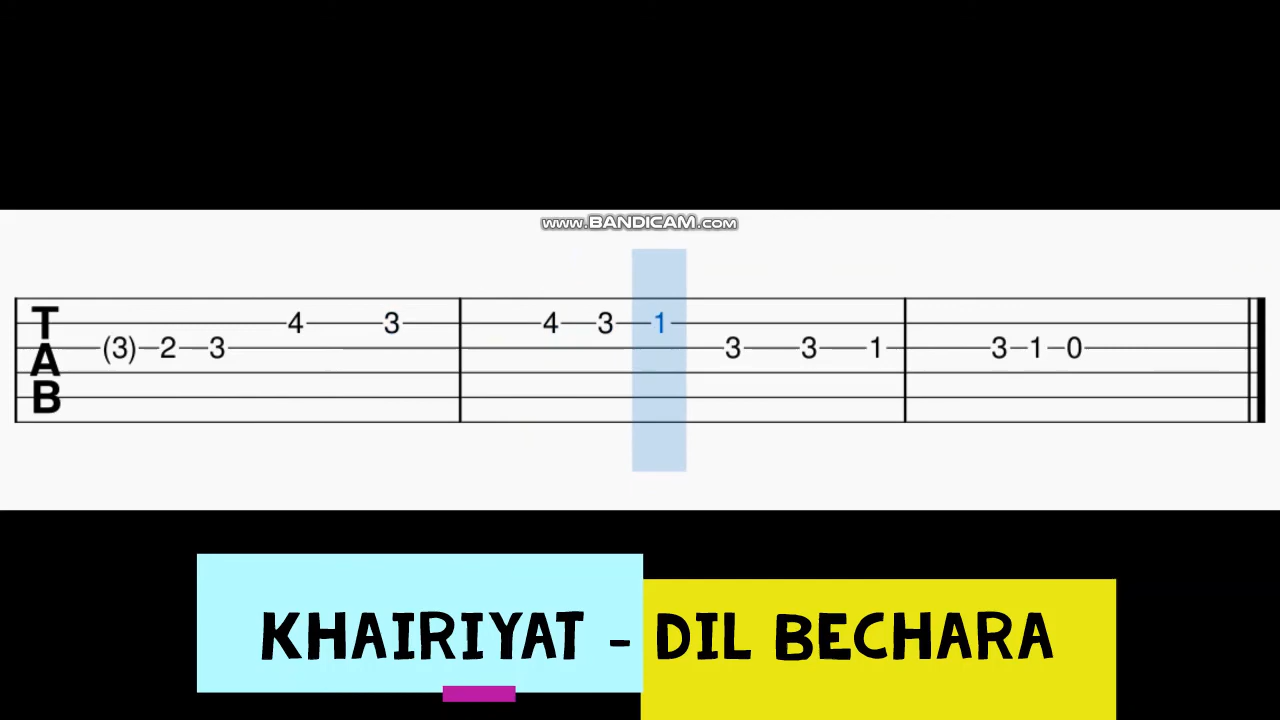 www.BANDICAM.com
T
A
B
4 3 4 3 1
(3) 2 3 3 3 1 3 1 0
KHAIRIYAT - DIL BECHARA